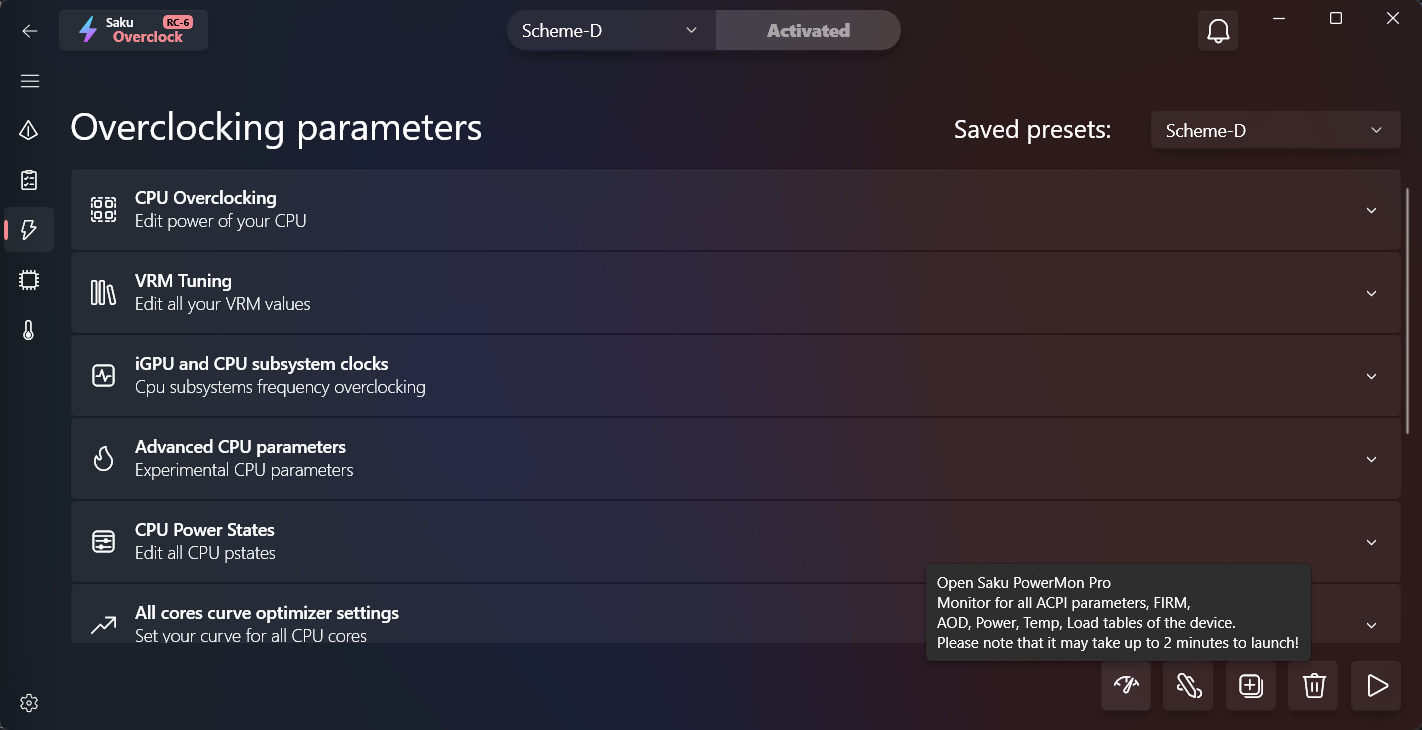 Saku RC-6
Overclock
Scheme-D
Activated
Overclocking parameters
Saved presets:
Scheme-D
CPU Overclocking
Edit power of your CPU
VRM Tuning
Edit all your VRM values
iGPU and CPU subsystem clocks
Cpu subsystems frequency overclocking
Advanced CPU parameters
Experimental CPU parameters
CPU Power States
Edit all CPU pstates
All cores curve optimizer settings
Set your curve for all CPU cores
Open Saku PowerMon Pro
Monitor for all ACPI parameters, FIRM,
AOD, Power, Temp, Load tables of the device.
Please note that it may take up to 2 minutes to launch!